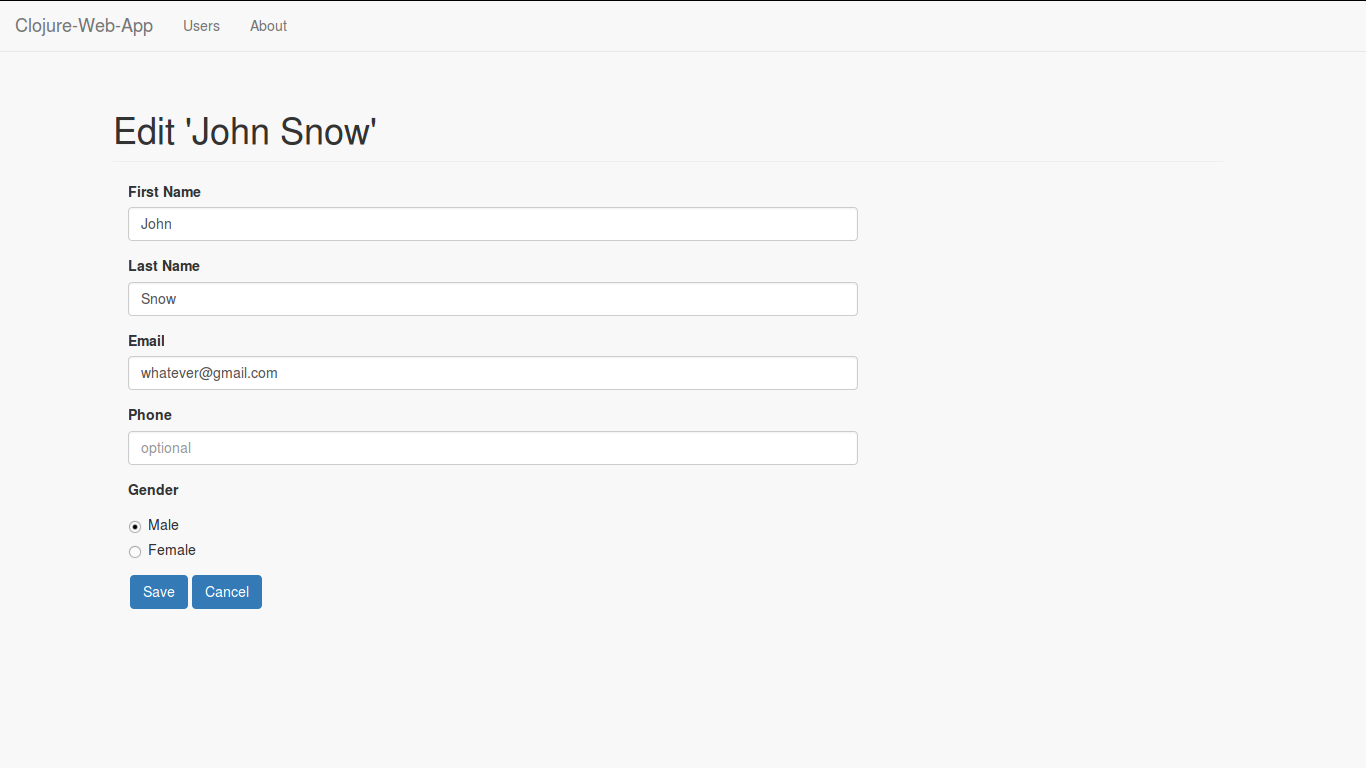 Clojure-Web-App Users About
Edit 'John Snow'
First Name
John
Last Name
Snow
Email
whatever@gmail.com
Phone
optional
Gender
Male
Female
Save Cancel